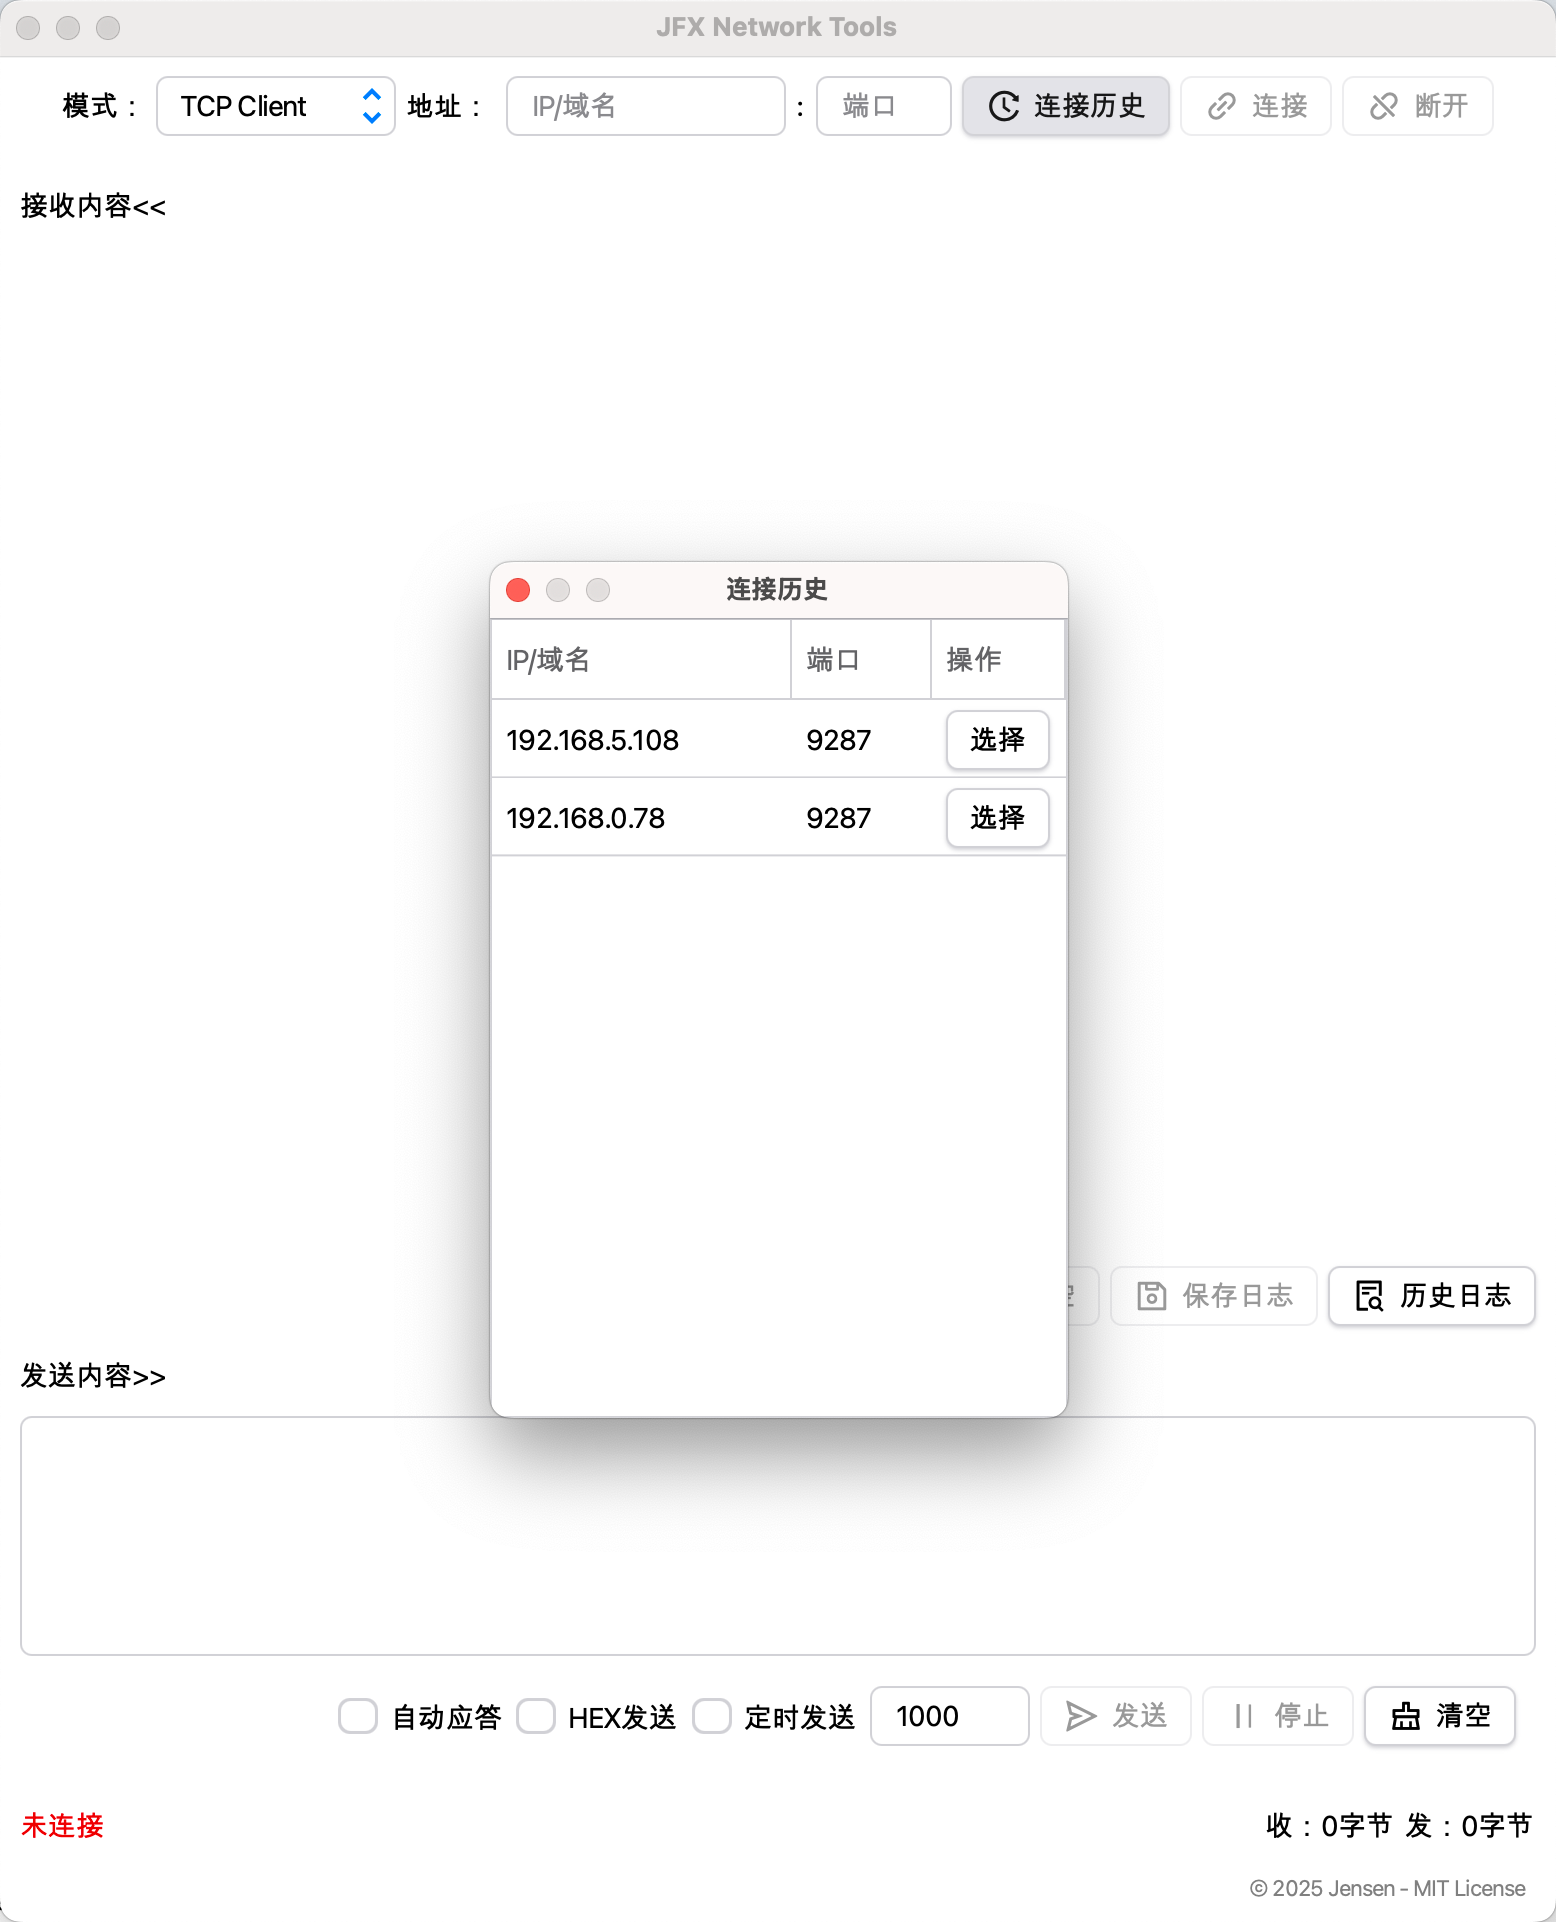 JFX Network Tools
模式： TCP Client 地址： IP/域名 : 端口 连接历史 连接 断开
接收内容<<
连接历史
IP/域名 端口 操作
192.168.5.108 9287 选择
192.168.0.78 9287 选择
保存日志 历史日志
发送内容>>
自动应答 HEX发送 定时发送 1000 发送 停止 清空
未连接 收：0字节 发：0字节
© 2025 Jensen - MIT License